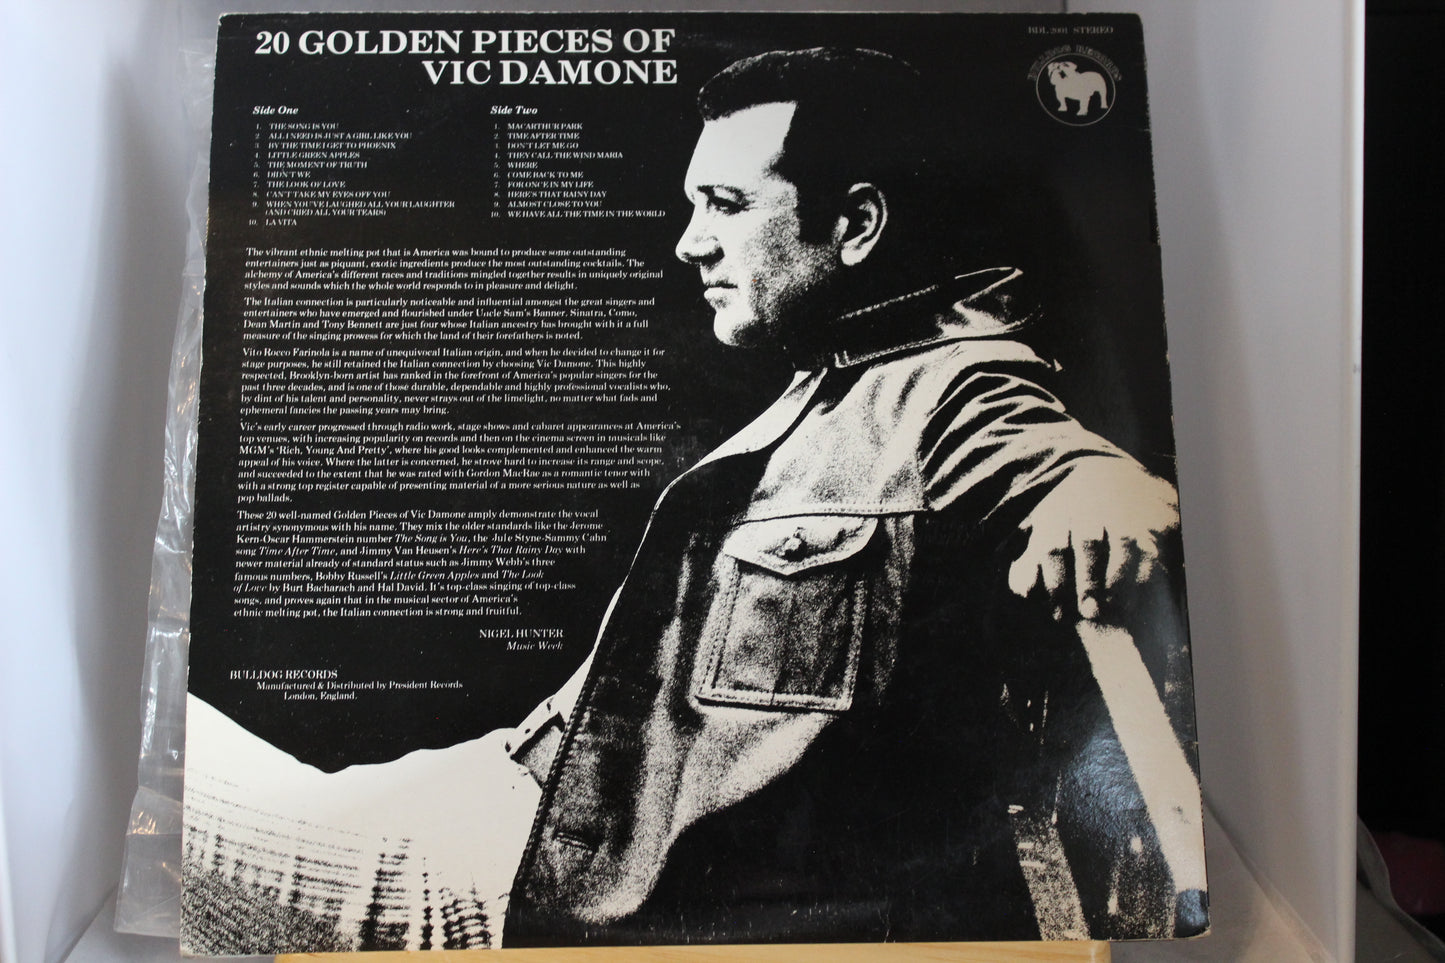 20 GOLDEN PIECES OF
VIC DAMONE
BDL 2001 STEREO
BULLDOG RECORDS
Side One
1. THE SONG IS YOU
2. ALL I NEED IS JUST A GIRL LIKE YOU
3. BY THE TIME I GET TO PHOENIX
4. LITTLE GREEN APPLES
5. THE MOMENT OF TRUTH
6. DIDN'T WE
7. THE LOOK OF LOVE
8. CAN'T TAKE MY EYES OFF YOU
9. WHEN YOU'VE LAUGHED ALL YOUR LAUGHTER
(AND CRIED ALL YOUR TEARS)
10. LA VITA
Side Two
1. MACARTHUR PARK
2. TIME AFTER TIME
3. DON'T LET ME GO
4. THEY CALL THE WIND MARIA
5. WHERE
6. COME BACK TO ME
7. FOR ONCE IN MY LIFE
8. HERE'S THAT RAINY DAY
9. ALMOST CLOSE TO YOU
10. WE HAVE ALL THE TIME IN THE WORLD
The vibrant ethnic melting pot that is America was bound to produce some outstanding
entertainers just as piquant, exotic ingredients produce the most outstanding cocktails. The
alchemy of America's different races and traditions mingled together results in uniquely original
styles and sounds which the whole world responds to in pleasure and delight.
The Italian connection is particularly noticeable and influential amongst the great singers and
entertainers who have emerged and flourished under Uncle Sam's Banner. Sinatra, Como,
Dean Martin and Tony Bennett are just four whose Italian ancestry has brought with it a full
measure of the singing prowess for which the land of their forefathers is noted.
Vito Rocco Farinola is a name of unequivocal Italian origin, and when he decided to change it for
stage purposes, he still retained the Italian connection by choosing Vic Damone. This highly
respected, Brooklyn-born artist has ranked in the forefront of America's popular singers for the
past three decades, and is one of those durable, dependable and highly professional vocalists who,
by dint of his talent and personality, never strays out of the limelight, no matter what fads and
ephemeral fancies the passing years may bring.
Vic's early career progressed through radio work, stage shows and cabaret appearances at America's
top venues, with increasing popularity on records and then on the cinema screen in musicals like
MGM's 'Rich, Young And Pretty', where his good looks complemented and enhanced the warm
appeal of his voice. Where the latter is concerned, he strove hard to increase its range and scope,
and succeeded to the extent that he was rated with Gordon MacRae as a romantic tenor with
with a strong top register capable of presenting material of a more serious nature as well as
pop ballads.
These 20 well-named Golden Pieces of Vic Damone amply demonstrate the vocal
artistry synonymous with his name. They mix the older standards like the Jerome
Kern-Oscar Hammerstein number The Song is You, the Jule Styne-Sammy Cahn
song Time After Time, and Jimmy Van Heusen's Here's That Rainy Day with
newer material already of standard status such as Jimmy Webb's three
famous numbers, Bobby Russell's Little Green Apples and The Look
of Love by Burt Bacharach and Hal David. It's top-class singing of top-class
songs, and proves again that in the musical sector of America's
ethnic melting pot, the Italian connection is strong and fruitful.
NIGEL HUNTER
Music Week
BULLDOG RECORDS
Manufactured & Distributed by President Records
London, England.